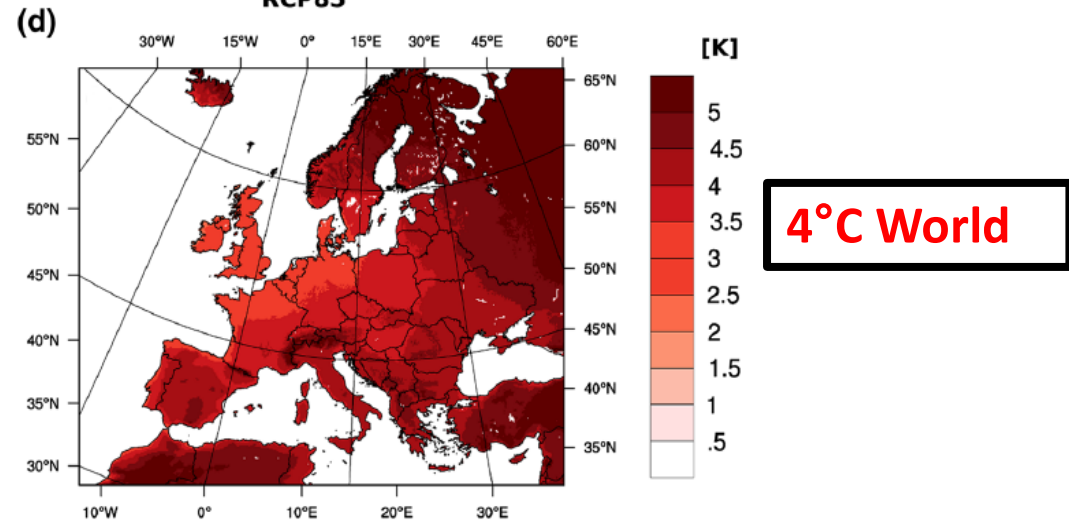 RCP85
(d)
30°W 15°W 0° 15°E 30°E 45°E 60°E
[K]
65°N
5
55°N
60°N
4.5
4
50°N
55°N
3.5
4°C World
3
45°N
50°N
2.5
2
40°N
45°N
1.5
35°N
40°N
1
.5
30°N
35°N
10°W 0° 10°E 20°E 30°E